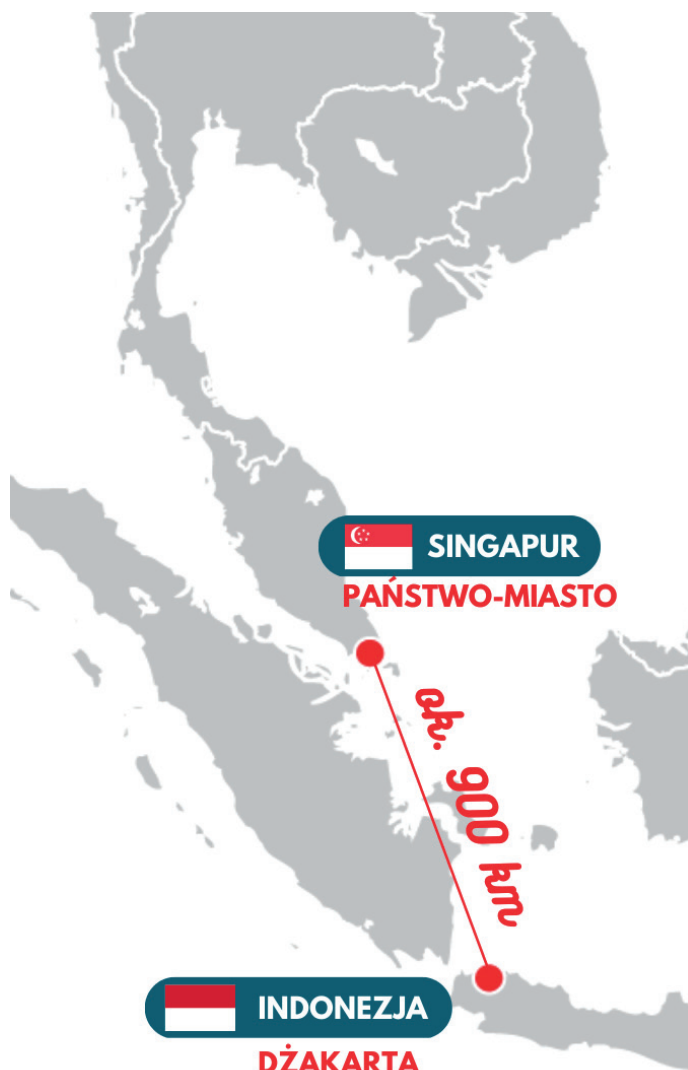 SINGAPUR
PAŃSTWO-MIASTO
ok. 900 km
INDONEZJA
DŻAKARTA